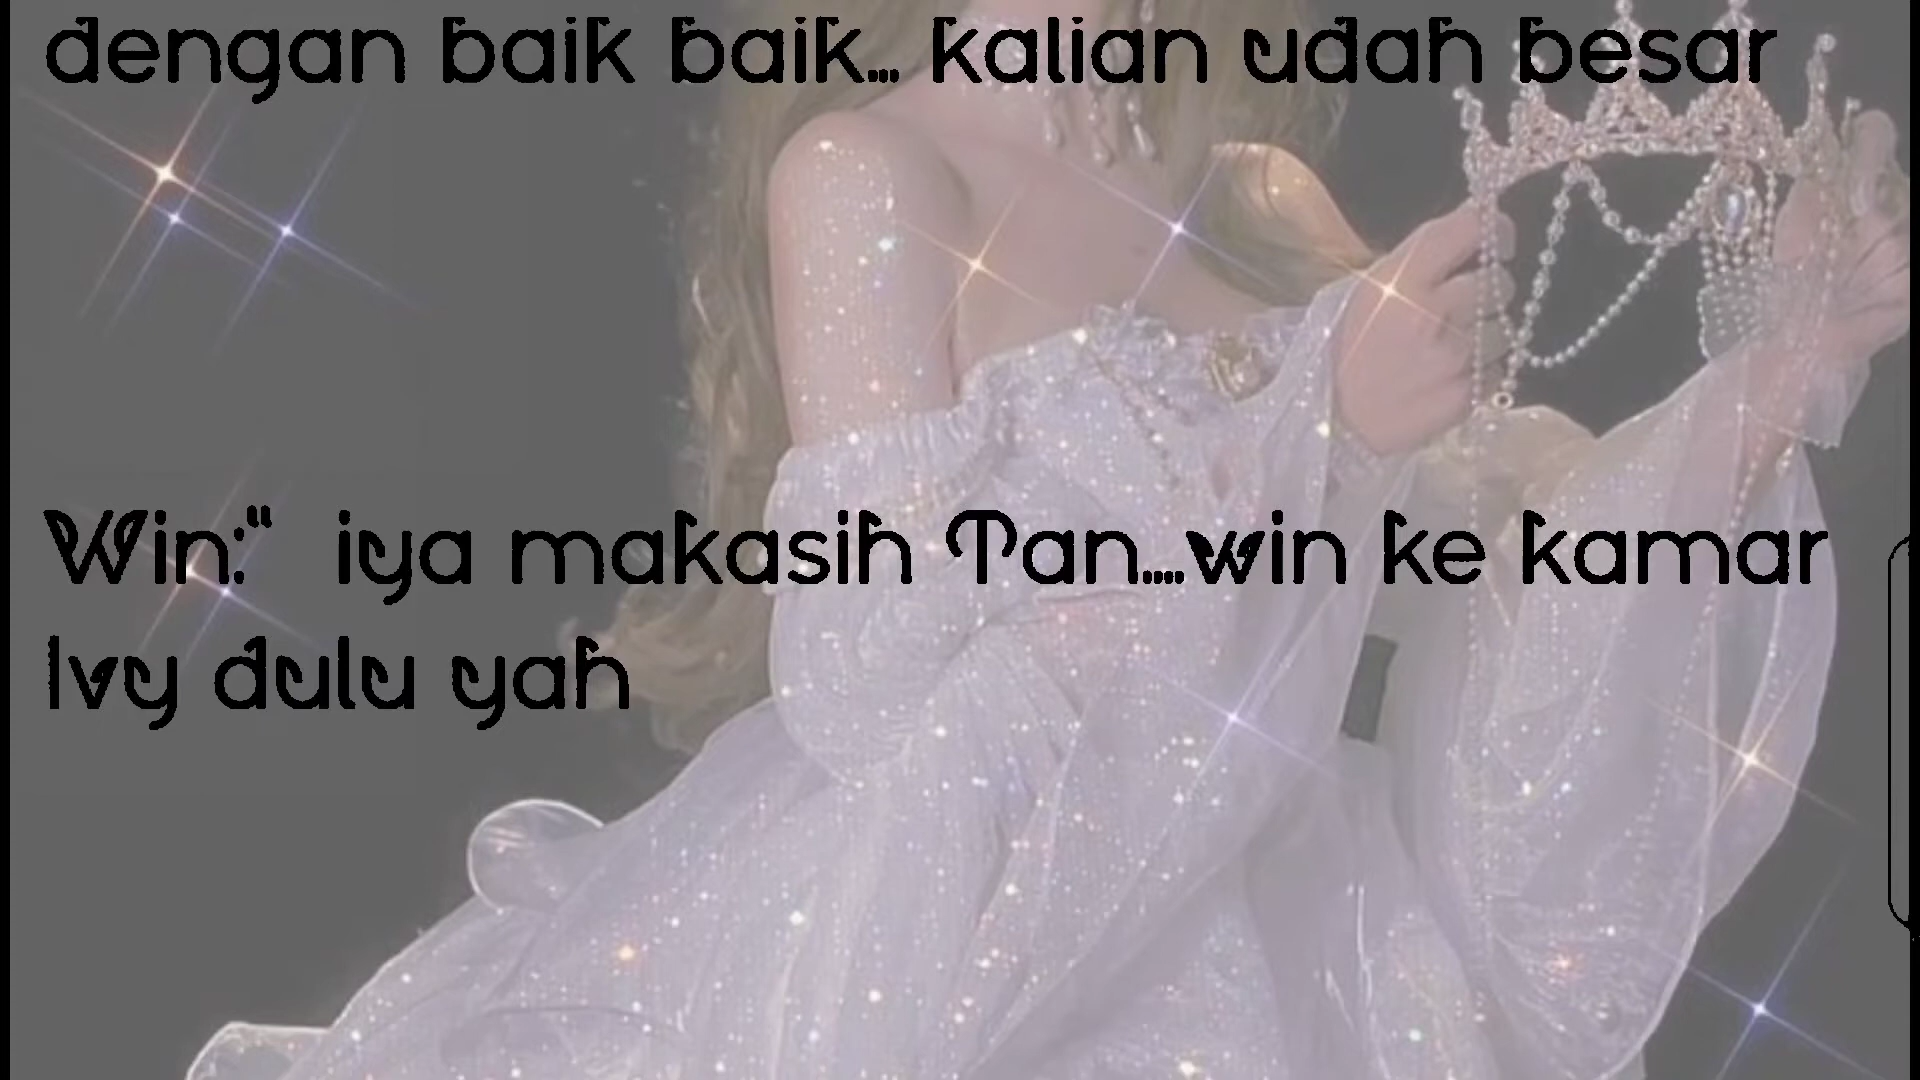 dengan baik baik... kalian udah besar
Win:"  iya makasih Tan....win ke kamar
Ivy dulu yah